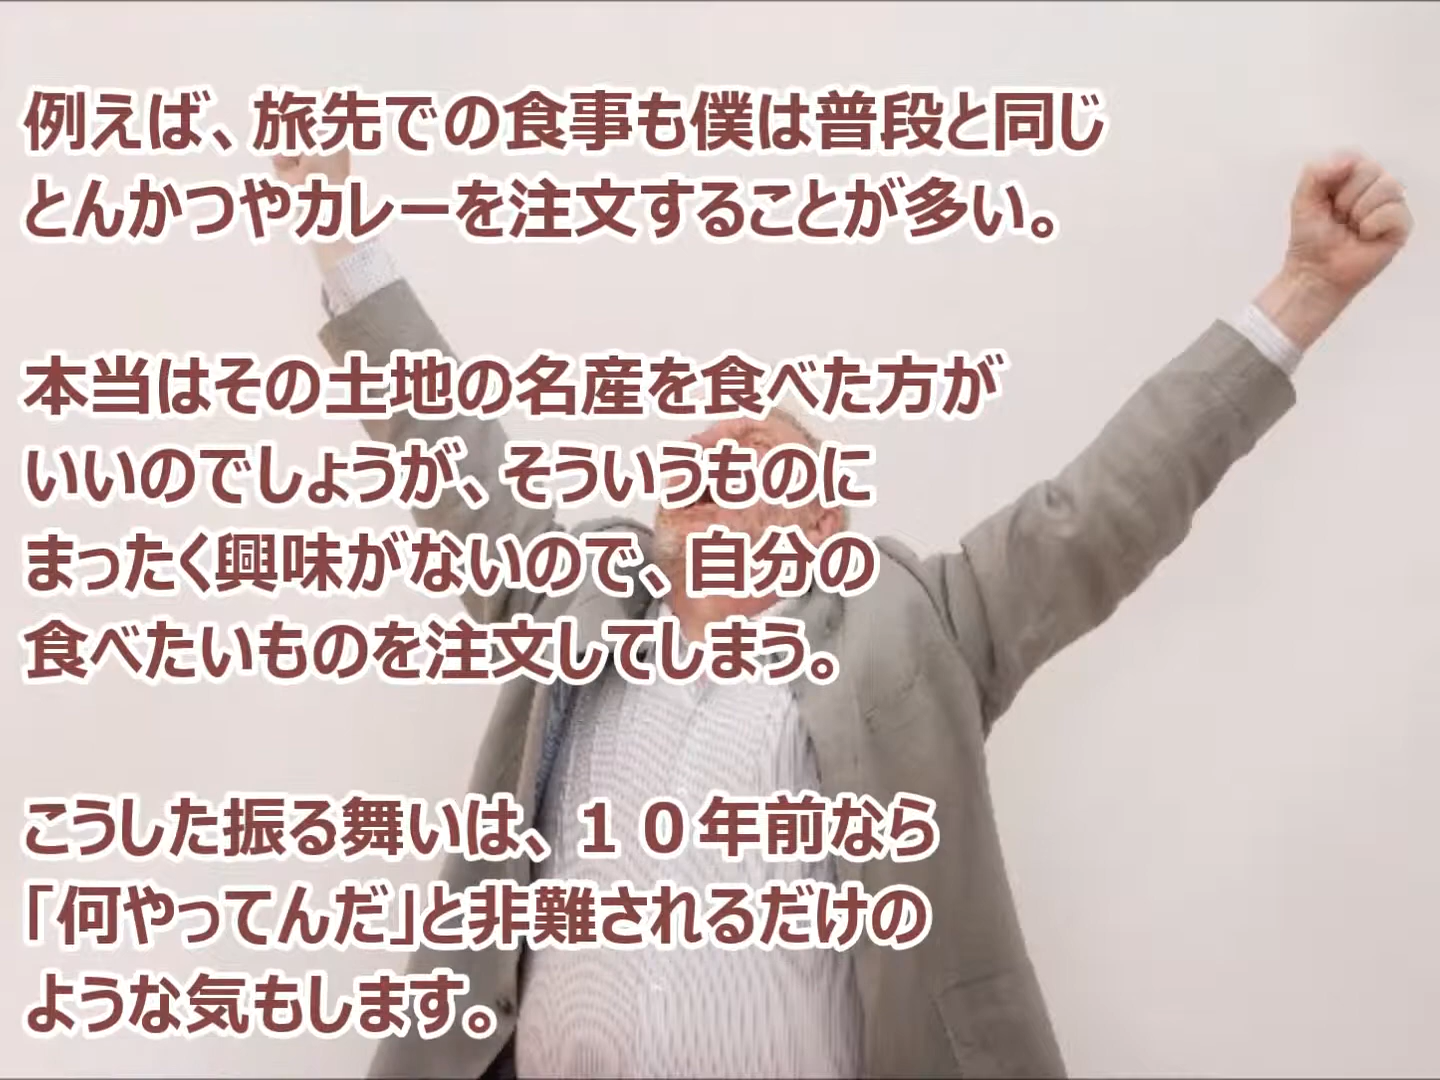 例えば、旅先での食事も僕は普段と同じ
とんかつやカレーを注文することが多い。
本当はその土地の名産を食べた方が
いいのでしょうが、そういうものに
まったく興味がないので、自分の
食べたいものを注文してしまう。
こうした振る舞いは、１０年前なら
「何やってんだ」と非難されるだけの
ような気もします。